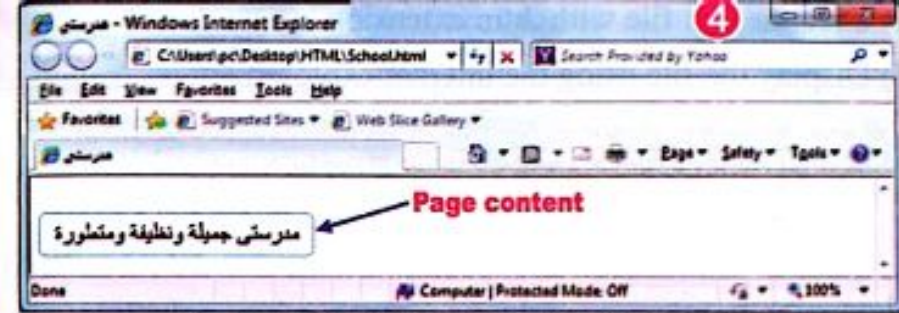 مدرستي - Windows Internet Explorer
4
C:\Users\pc\Desktop\HTML\School.html
Search Provided by Yahoo
File Edit View Favorites Tools Help
Favorites Suggested Sites Web Slice Gallery
مدرستي
Page Safety Tools
Page content
مدرستى جميلة ونظيفة ومتطورة
Done
Computer | Protected Mode: Off
100%